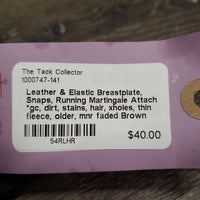 The Tack Collector
1000747-141
Leather & Elastic Breastplate,
Snaps, Running Martingale Attach
*gc, dirt, stains, hair, xholes, thin
fleece, older, mnr faded Brown
$40.00
54RLHR